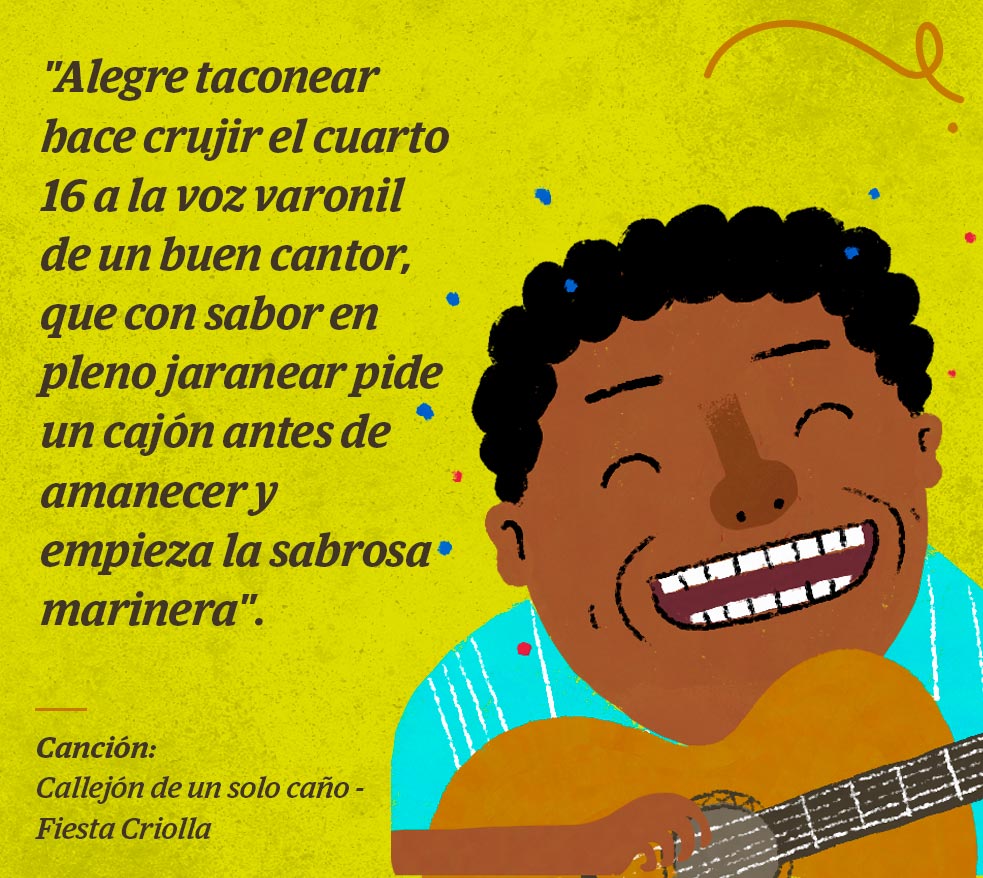 "Alegre taconear
hace crujir el cuarto
16 a la voz varonil
de un buen cantor,
que con sabor en
pleno jaranear pide
un cajón antes de
amanecer y
empieza la sabrosa
marinera".
Canción:
Callejón de un solo caño -
Fiesta Criolla